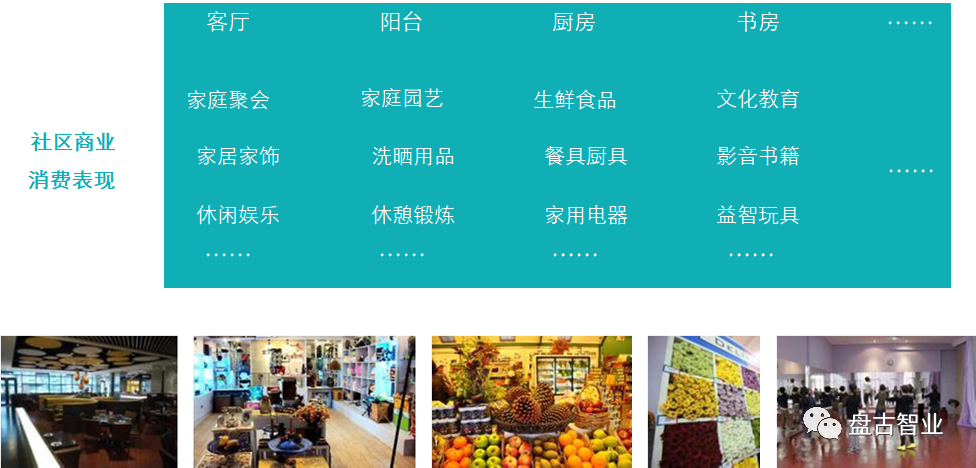 客厅 阳台 厨房 书房 ……
家庭聚会 家庭园艺 生鲜食品 文化教育
社区商业
消费表现
家居家饰 洗晒用品 餐具厨具 影音书籍 ……
休闲娱乐 休憩锻炼 家用电器 益智玩具
…… …… …… ……
DELI
盘古智业